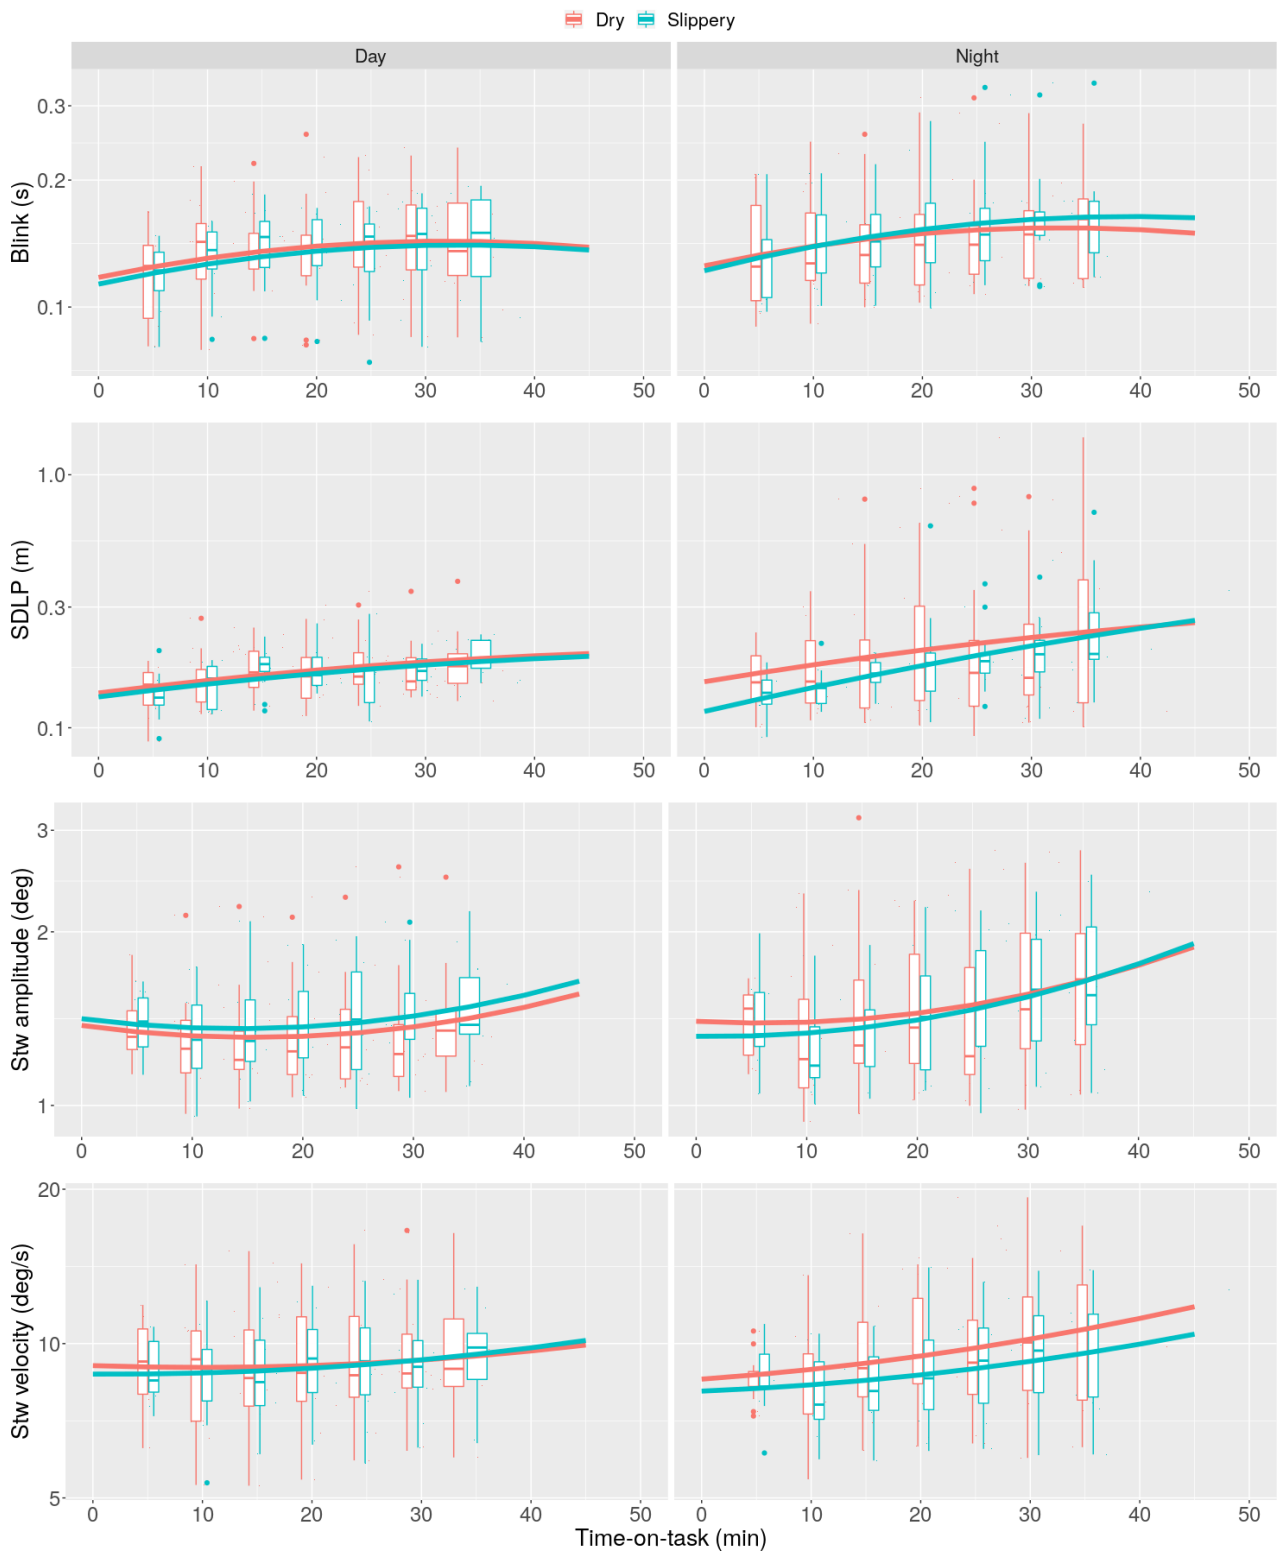 Dry Slippery
Day Night
Blink (s)
0.3
0.2
0.1
0 10 20 30 40 50 0 10 20 30 40 50
SDLP (m)
1.0
0.3
0.1
0 10 20 30 40 50 0 10 20 30 40 50
Stw amplitude (deg)
3
2
1
0 10 20 30 40 50 0 10 20 30 40 50
Stw velocity (deg/s)
20
10
5
0 10 20 30 40 50 0 10 20 30 40 50
Time-on-task (min)